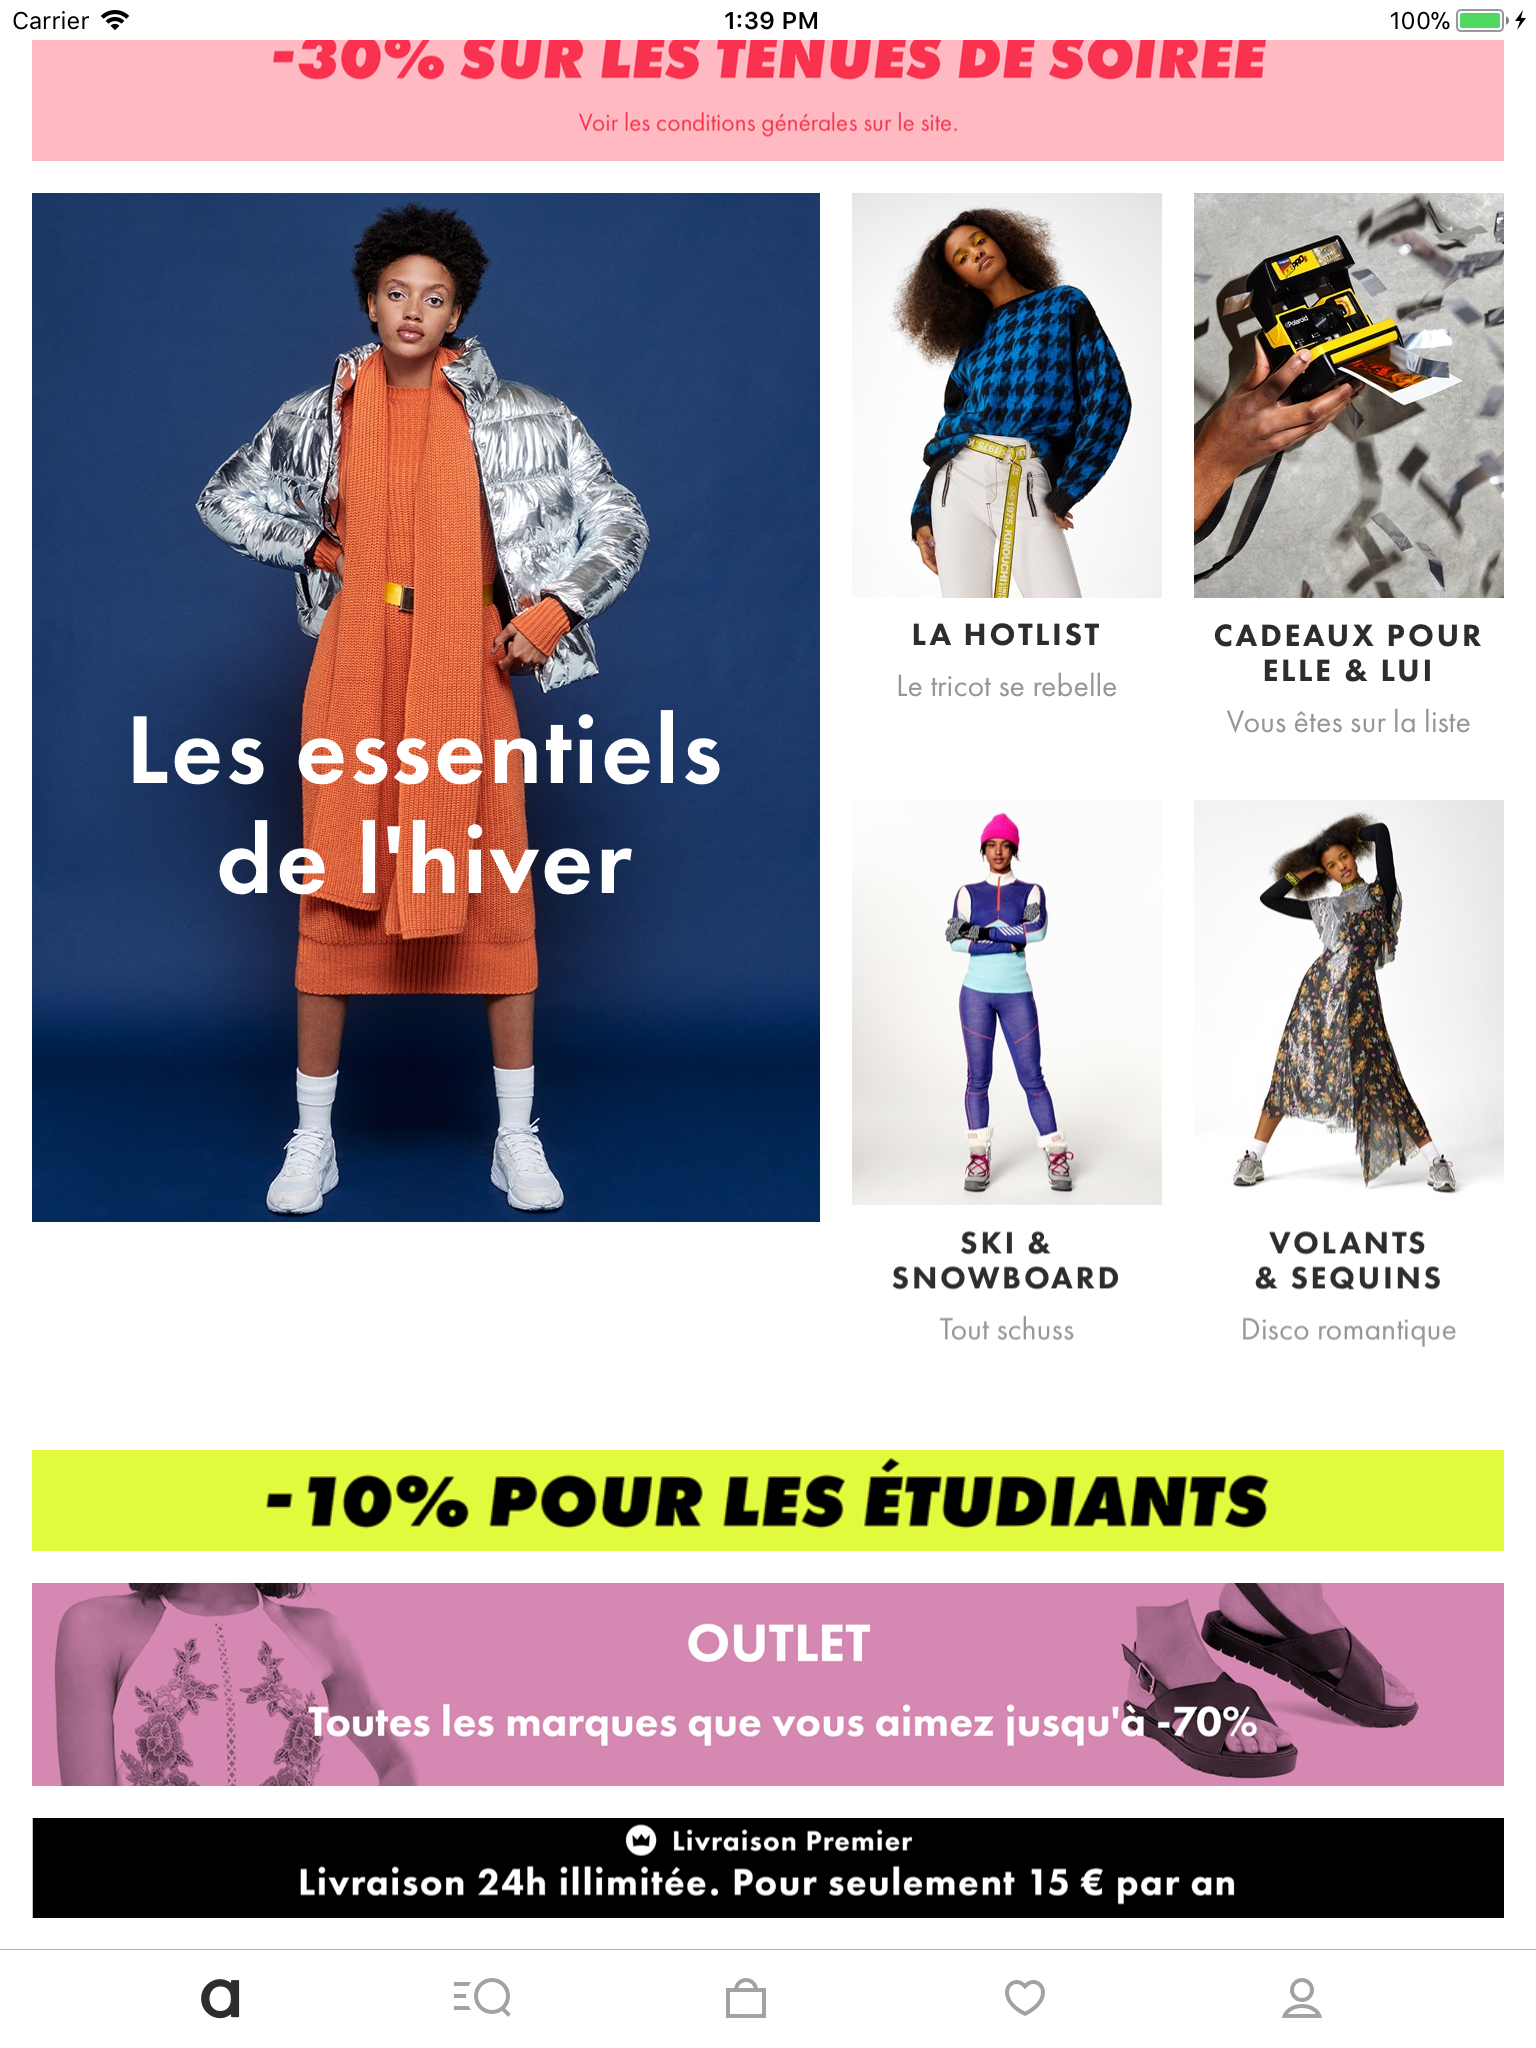 Carrier
1:39 PM
100%
-30% SUR LES TENUES DE SOIRÉE
Voir les conditions générales sur le site.
Les essentiels
de l'hiver
LA HOTLIST
Le tricot se rebelle
Polaroid
CADEAUX POUR
ELLE & LUI
Vous êtes sur la liste
SKI &
SNOWBOARD
Tout schuss
VOLANTS
& SEQUINS
Disco romantique
-10% POUR LES ÉTUDIANTS
OUTLET
Toutes les marques que vous aimez jusqu'à -70%
Livraison Premier
Livraison 24h illimitée. Pour seulement 15 € par an
a